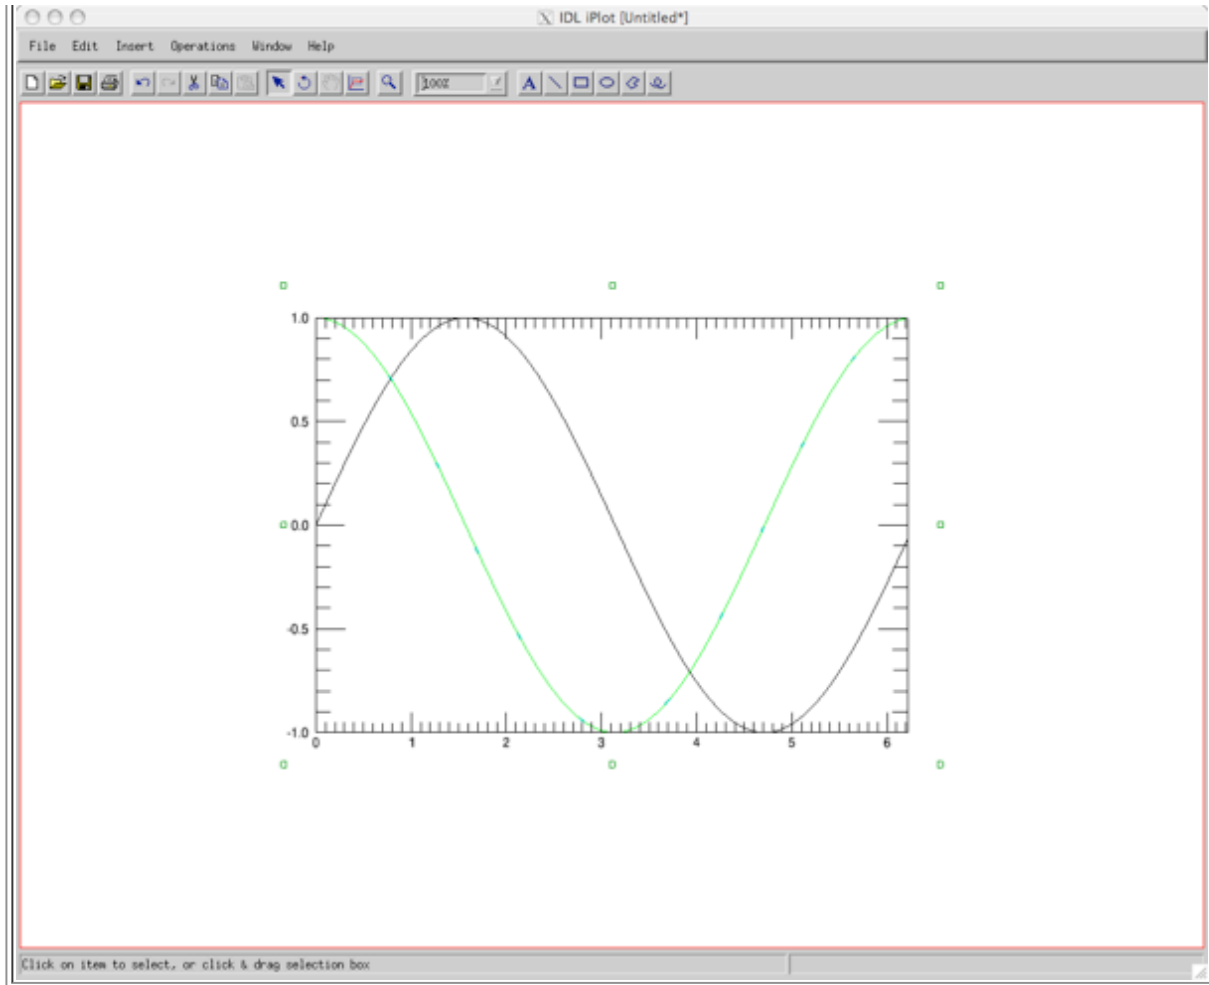 IDL iPlot [Untitled*]
File Edit Insert Operations Window Help
100% A
1.0
0.5
0.0
-0.5
-1.0
0 1 2 3 4 5 6
Click on item to select, or click & drag selection box